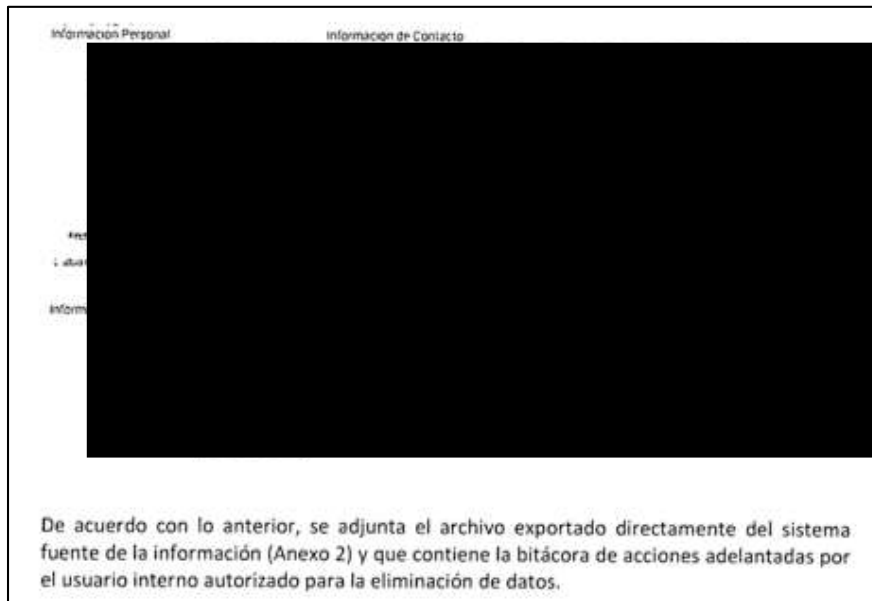 Información Personal
Información de Contacto
De acuerdo con lo anterior, se adjunta el archivo exportado directamente del sistema
fuente de la información (Anexo 2) y que contiene la bitácora de acciones adelantadas por
el usuario interno autorizado para la eliminación de datos.